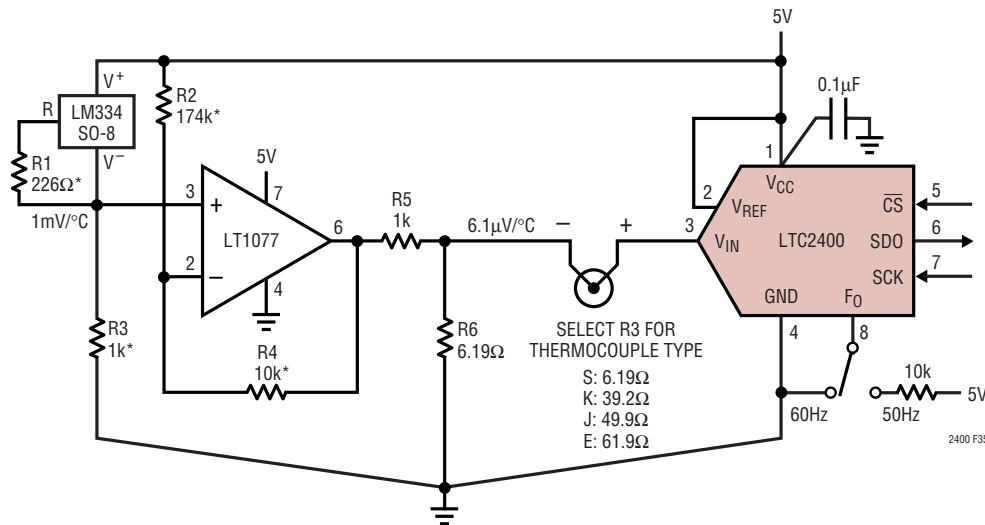 5V
0.1µF
V+
R
LM334
SO-8
V–
R1
226Ω*
R2
174k*
1mV/°C
5V
3
+
7
LT1077
6
2
–
4
R5
1k
6.1µV/°C
–
+
R3
1k*
R4
10k*
R6
6.19Ω
SELECT R3 FOR
THERMOCOUPLE TYPE
S: 6.19Ω
K: 39.2Ω
J: 49.9Ω
E: 61.9Ω
1
VCC
2
VREF
3
VIN
LTC2400
CS
5
SDO
6
SCK
7
GND
FO
4
8
10k
5V
60Hz
50Hz
2400 F35